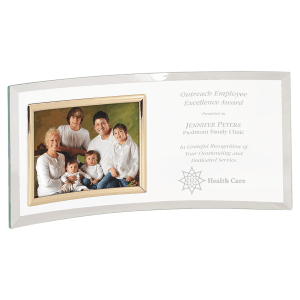 Outreach Employee
Excellence Award
Presented to
JENNIFER PETERS
Piedmont Family Clinic
In Grateful Recognition of
Your Outstanding and
Dedicated Service
Health Care